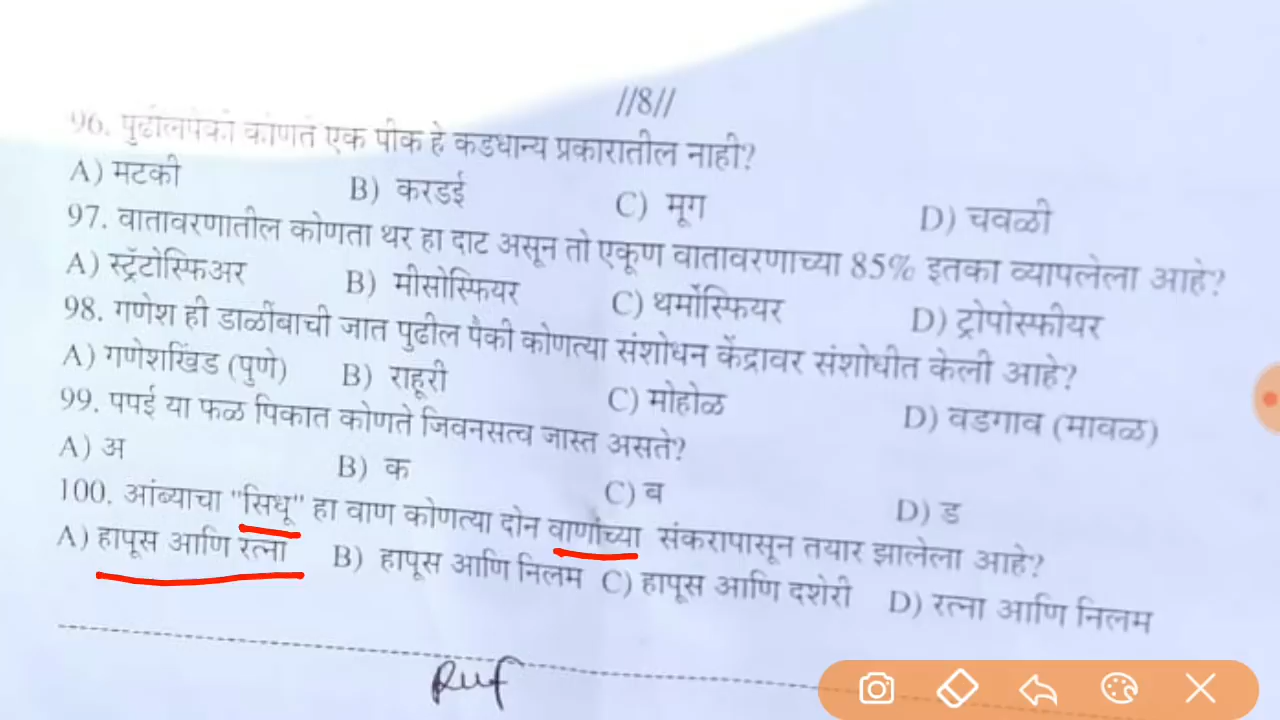 //8//
96. पुढीलपैकी कोणते एक पीक हे कडधान्य प्रकारातील नाही?
A) मटकी B) करडई C) मूग D) चवळी
97. वातावरणातील कोणता थर हा दाट असून तो एकूण वातावरणाच्या 85% इतका व्यापलेला आहे?
A) स्ट्रॅटोस्फिअर B) मीसोस्फियर C) थर्मोस्फियर D) ट्रोपोस्फीयर
98. गणेश ही डाळींबाची जात पुढील पैकी कोणत्या संशोधन केंद्रावर संशोधीत केली आहे?
A) गणेशखिंड (पुणे) B) राहूरी C) मोहोळ D) वडगाव (मावळ)
99. पपई या फळ पिकात कोणते जिवनसत्व जास्त असते?
A) अ B) क C) ब D) ड
100. आंब्याचा "सिधू" हा वाण कोणत्या दोन वाणांच्या संकरापासून तयार झालेला आहे?
A) हापूस आणि रत्ना B) हापूस आणि निलम C) हापूस आणि दशेरी D) रत्ना आणि निलम